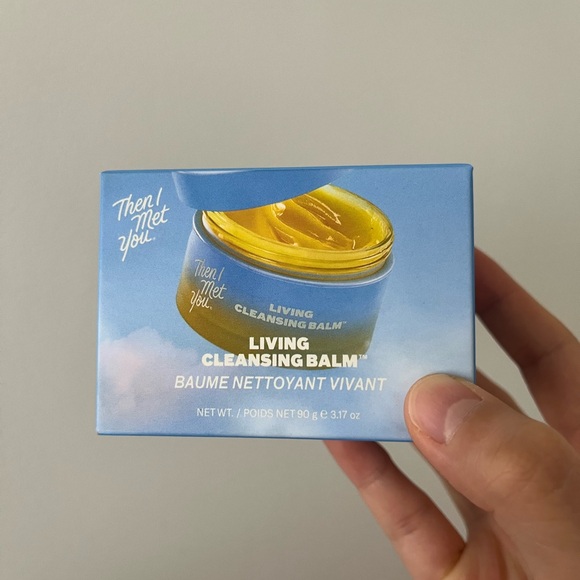 Then I
Met
You.
Then I
Met
You.
LIVING
CLEANSING BALM™
LIVING
CLEANSING BALM™
BAUME NETTOYANT VIVANT
NET WT. / POIDS NET 90 g e 3.17 oz